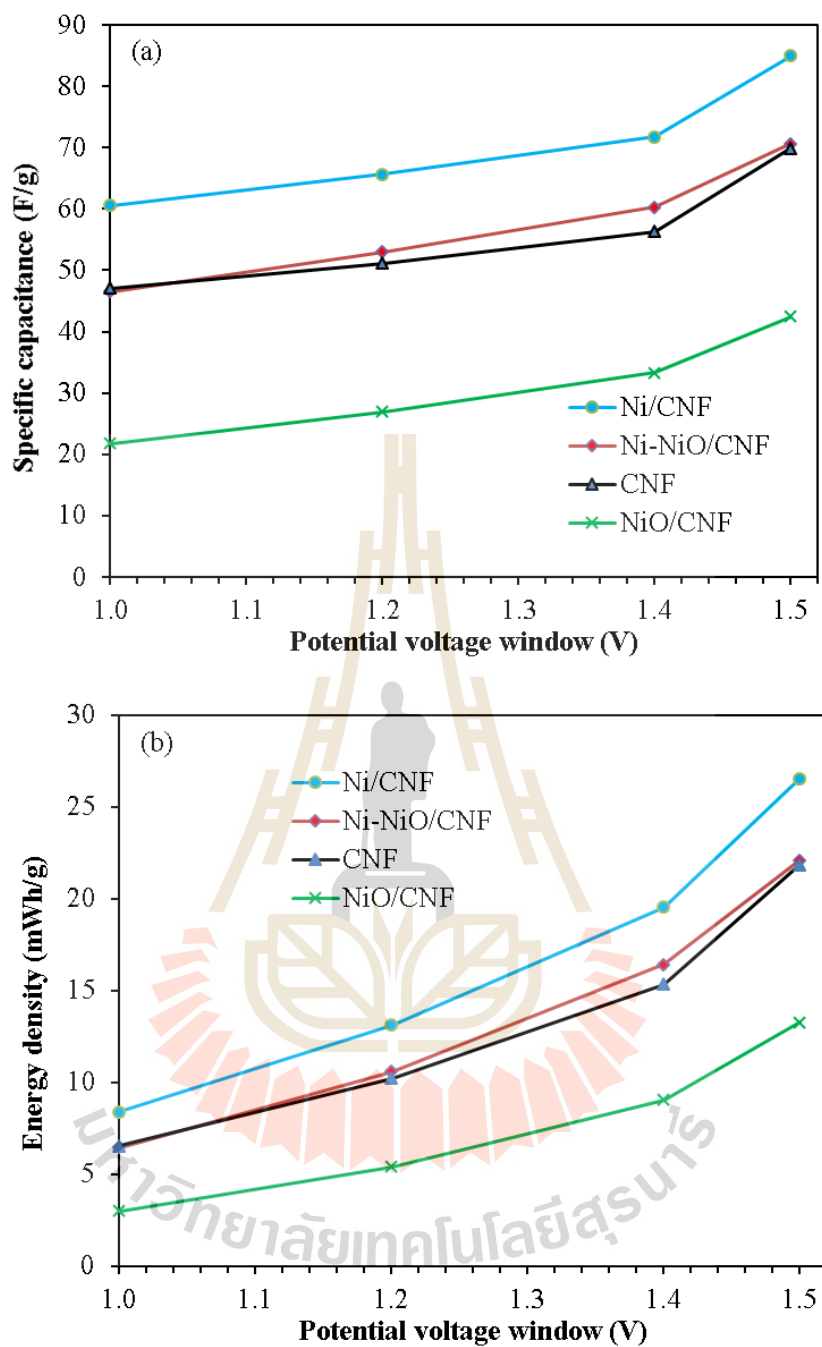 (a)
Specific capacitance (F/g)
90
80
70
60
50
40
30
20
10
0
Ni/CNF
Ni-NiO/CNF
CNF
NiO/CNF
1.0 1.1 1.2 1.3 1.4 1.5
Potential voltage window (V)
(b)
Energy density (mWh/g)
30
25
20
15
10
5
0
Ni/CNF
Ni-NiO/CNF
CNF
NiO/CNF
มหาวิทยาลัยเทคโนโลยีสุรนารี
1.0 1.1 1.2 1.3 1.4 1.5
Potential voltage window (V)